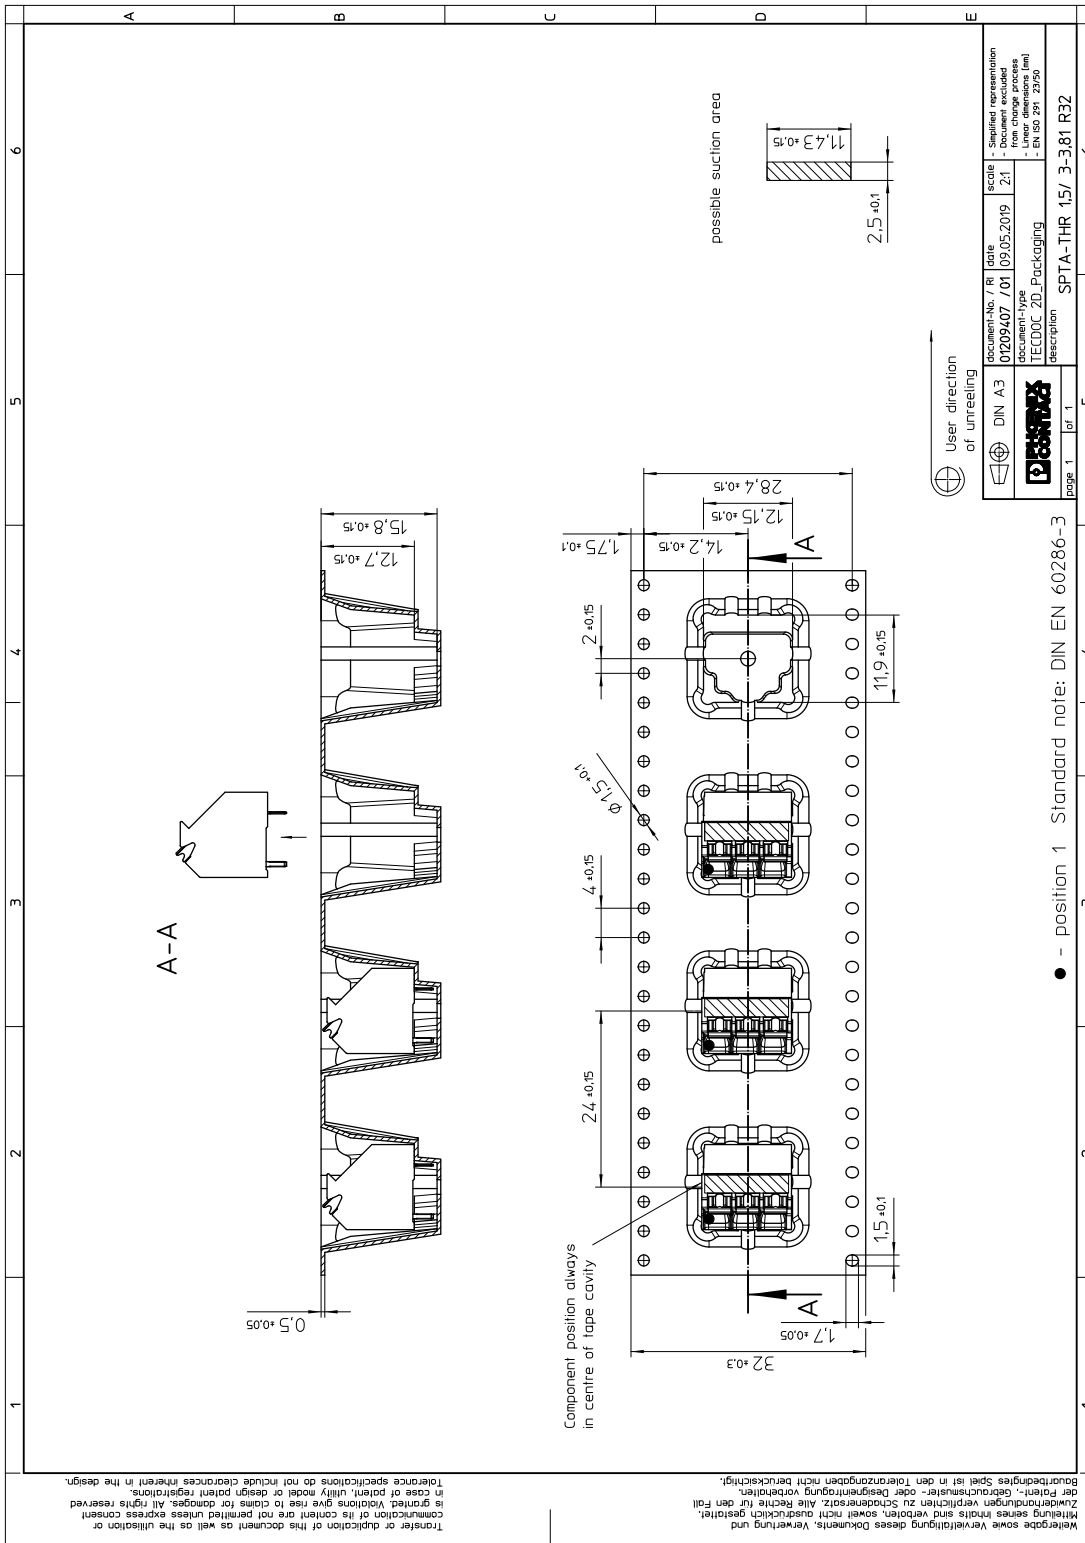 A
B
C
D
E
6
5
4
3
2
1
A-A
15,8 ±0,15
12,7 ±0,15
0,5 ±0,05
possible suction area
11,43 ±0,15
2,5 ±0,1
User direction
of unreeling
1,75 ±0,1
14,2 ±0,15
28,4 ±0,15
12,15 ±0,15
A
2 ±0,15
11,9 ±0,15
Ø 1,5 +0,1
4 ±0,15
24 ±0,15
Component position always
in centre of tape cavity
1,5 ±0,1
1,7 ±0,05
32 ±0,3
A
● - position 1 Standard note: DIN EN 60286-3
DIN A3
PHOENIX
CONTACT
page 1 of 1
document-No. / RI
01209407 / 01
date
09.05.2019
scale
2:1
- Simplified representation
- Document excluded
from change process
- Linear dimensions [mm]
- EN ISO 291 23/50
document-type
TECDOC 2D_Packaging
description
SPTA-THR 1,5/ 3-3,81 R32
Transfer or duplication of this document as well as the utilisation or
communication of its content are not permitted unless express consent
is granted. Violations give rise to claims for damages. All rights reserved
in case of patent, utility model or design patent registrations.
Tolerance specifications do not include clearances inherent in the design.
Weitergabe sowie Vervielfältigung dieses Dokuments, Verwertung und
Mitteilung seines Inhalts sind verboten, soweit nicht ausdrücklich gestattet.
Zuwiderhandlungen verpflichten zu Schadenersatz. Alle Rechte für den Fall
der Patent-, Gebrauchsmuster- oder Designeintragung vorbehalten.
Bauartbedingtes Spiel ist in den Toleranzangaben nicht berücksichtigt.